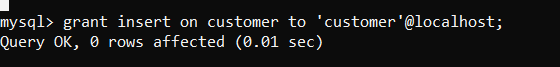 mysql> grant insert on customer to 'customer'@localhost;
Query OK, 0 rows affected (0.01 sec)